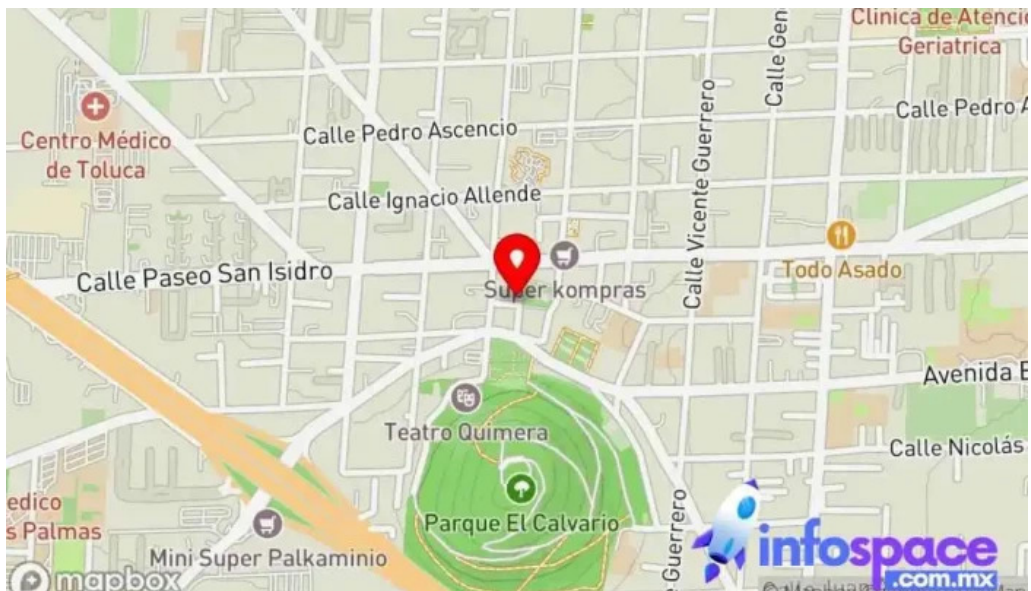 Clinica de Atenci
Geriatrica
Calle Gen
Calle Pedro A
Calle Pedro Ascencio
Centro Médico
de Toluca
Calle Ignacio Allende
Calle Vicente Guerrero
Calle Paseo San Isidro
Super kompras
Todo Asado
Avenida E
Teatro Quimera
Calle Nicolás
edico
s Palmas
Parque El Calvario
e Guerrero
Mini Super Palkaminio
mapbox
infospace
.com.mx